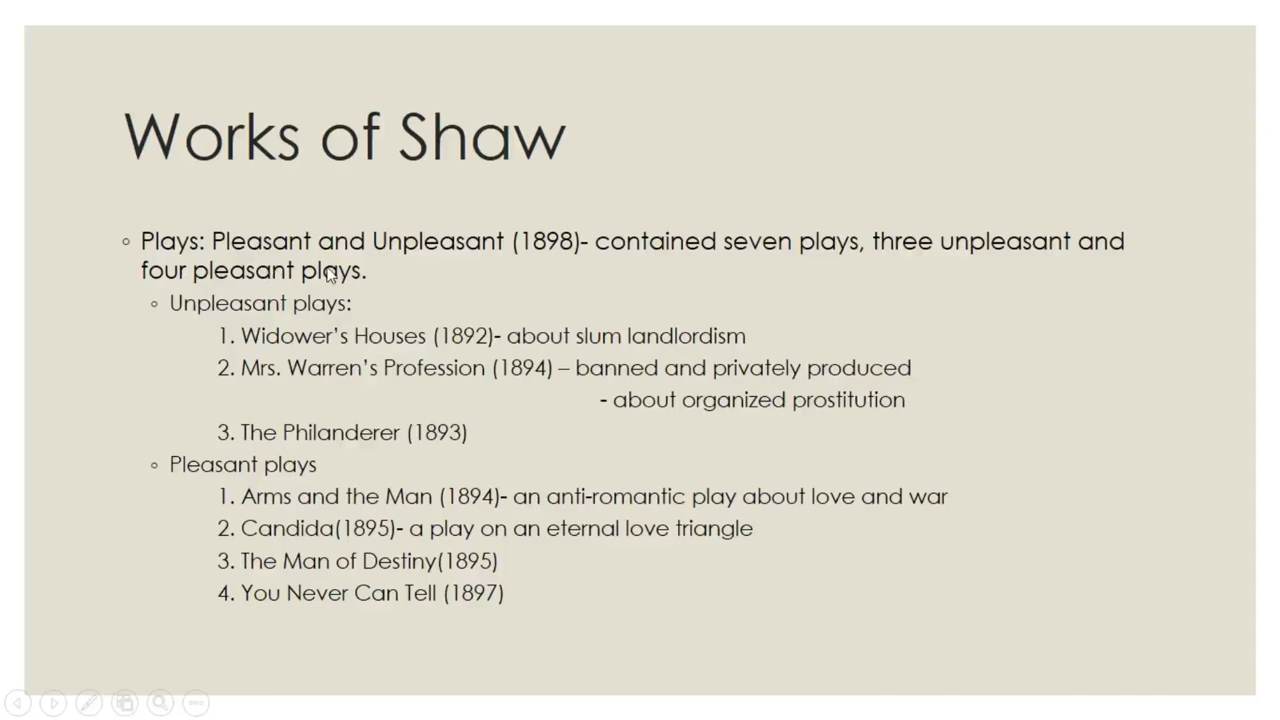 Works of Shaw
◦ Plays: Pleasant and Unpleasant (1898)- contained seven plays, three unpleasant and
four pleasant plays.
◦ Unpleasant plays:
1. Widower's Houses (1892)- about slum landlordism
2. Mrs. Warren's Profession (1894) – banned and privately produced
- about organized prostitution
3. The Philanderer (1893)
◦ Pleasant plays
1. Arms and the Man (1894)- an anti-romantic play about love and war
2. Candida(1895)- a play on an eternal love triangle
3. The Man of Destiny(1895)
4. You Never Can Tell (1897)